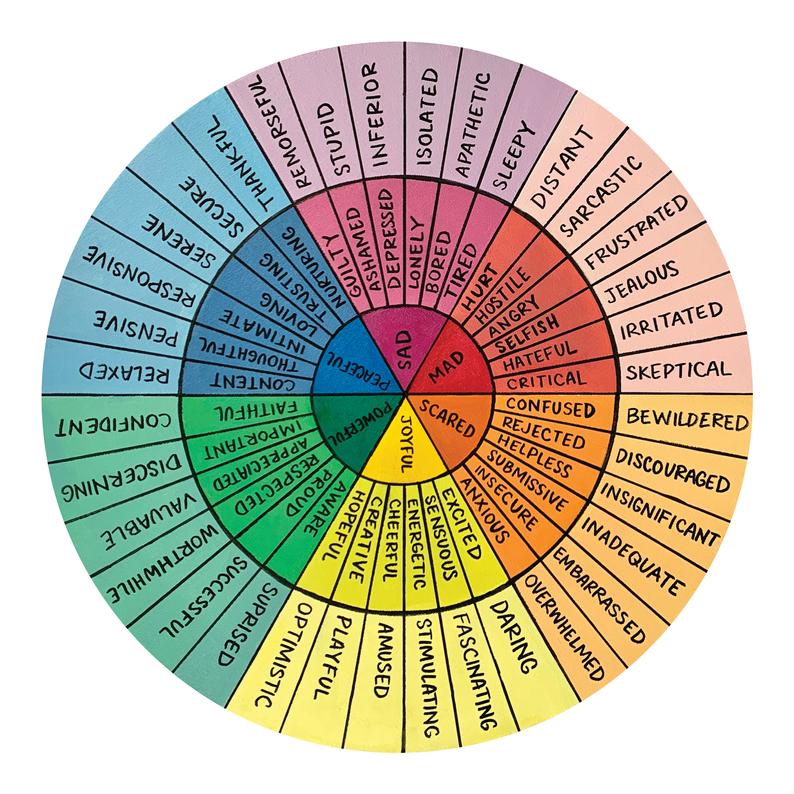 SAD
MAD
SCARED
JOYFUL
POWERFUL
PEACEFUL
GUILTY
ASHAMED
DEPRESSED
LONELY
BORED
TIRED
HURT
HOSTILE
ANGRY
SELFISH
HATEFUL
CRITICAL
CONFUSED
REJECTED
HELPLESS
SUBMISSIVE
INSECURE
ANXIOUS
EXCITED
SENSUOUS
ENERGETIC
CHEERFUL
CREATIVE
HOPEFUL
AWARE
PROUD
RESPECTED
APPRECIATED
IMPORTANT
FAITHFUL
CONTENT
THOUGHTFUL
INTIMATE
LOVING
TRUSTING
NURTURING
REMORSEFUL
STUPID
INFERIOR
ISOLATED
APATHETIC
SLEEPY
DISTANT
SARCASTIC
FRUSTRATED
JEALOUS
IRRITATED
SKEPTICAL
BEWILDERED
DISCOURAGED
INSIGNIFICANT
INADEQUATE
EMBARRASSED
OVERWHELMED
DARING
FASCINATING
STIMULATING
AMUSED
PLAYFUL
OPTIMISTIC
SUPRISED
SUCCESSFUL
WORTHWHILE
VALUABLE
DISCERNING
CONFIDENT
RELAXED
PENSIVE
RESPONSIVE
SERENE
SECURE
THANKFUL